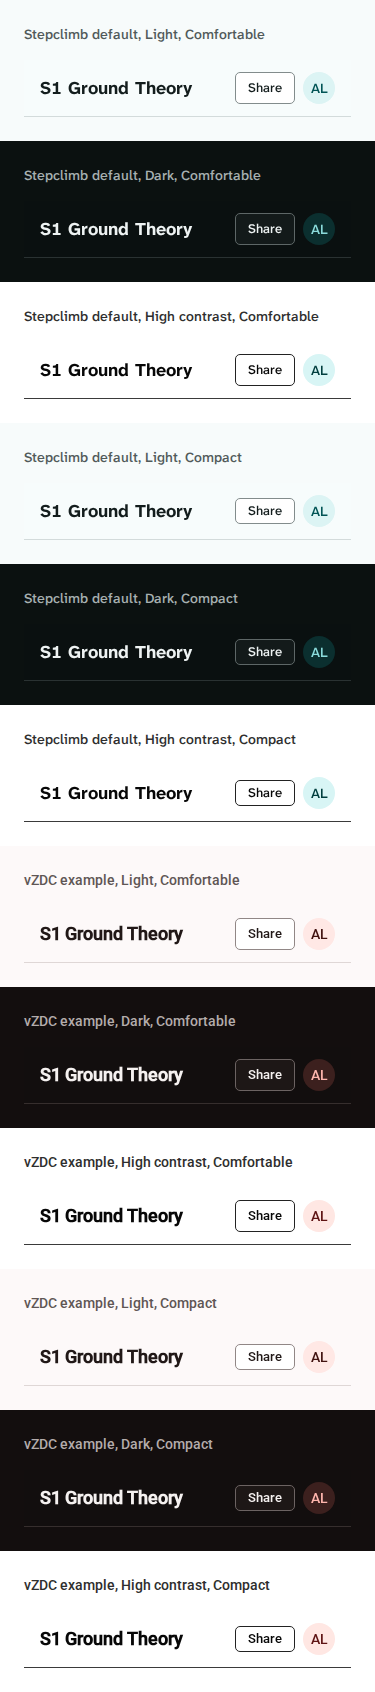 Stepclimb default, Light, Comfortable
S1 Ground Theory Share AL
Stepclimb default, Dark, Comfortable
S1 Ground Theory Share AL
Stepclimb default, High contrast, Comfortable
S1 Ground Theory Share AL
Stepclimb default, Light, Compact
S1 Ground Theory Share AL
Stepclimb default, Dark, Compact
S1 Ground Theory Share AL
Stepclimb default, High contrast, Compact
S1 Ground Theory Share AL
vZDC example, Light, Comfortable
S1 Ground Theory Share AL
vZDC example, Dark, Comfortable
S1 Ground Theory Share AL
vZDC example, High contrast, Comfortable
S1 Ground Theory Share AL
vZDC example, Light, Compact
S1 Ground Theory Share AL
vZDC example, Dark, Compact
S1 Ground Theory Share AL
vZDC example, High contrast, Compact
S1 Ground Theory Share AL